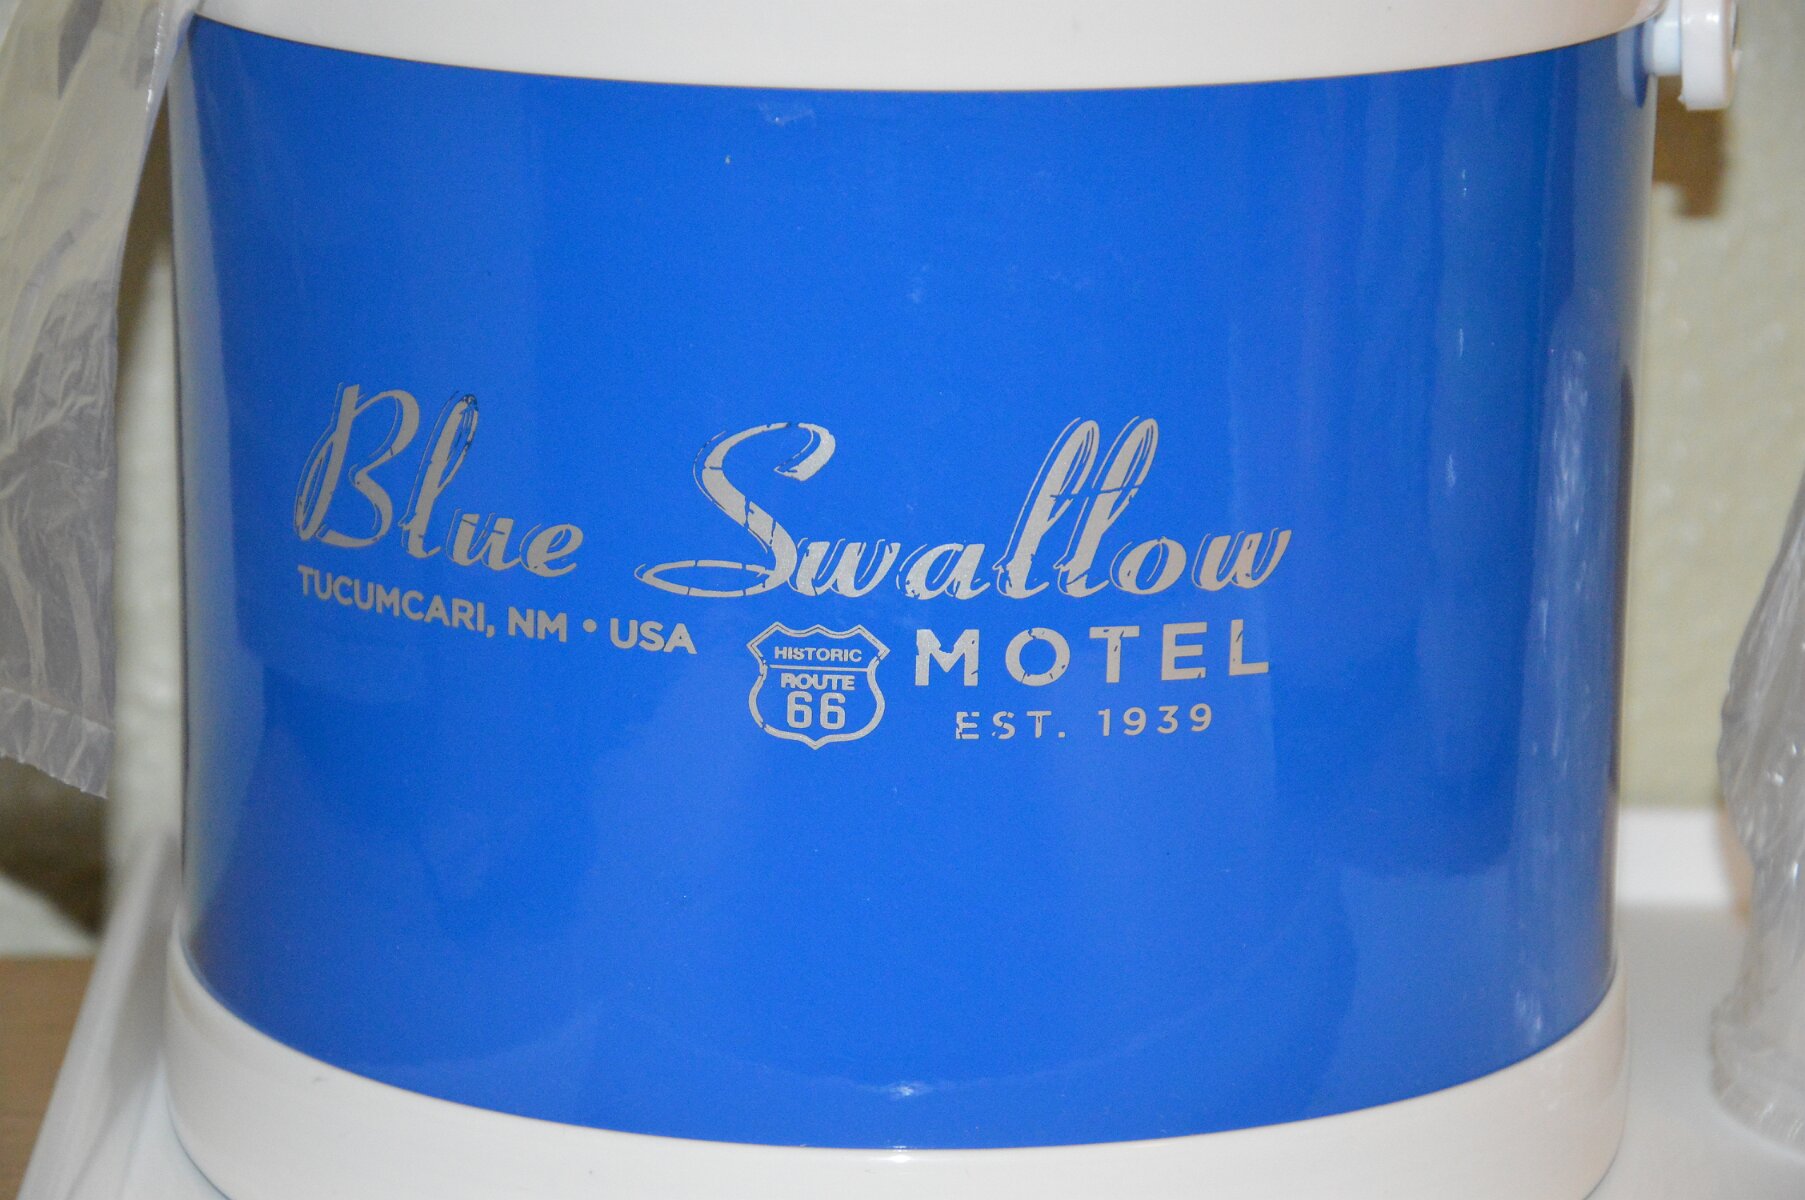 Blue Swallow
TUCUMCARI, NM • USA
HISTORIC
ROUTE
66
MOTEL
EST. 1939